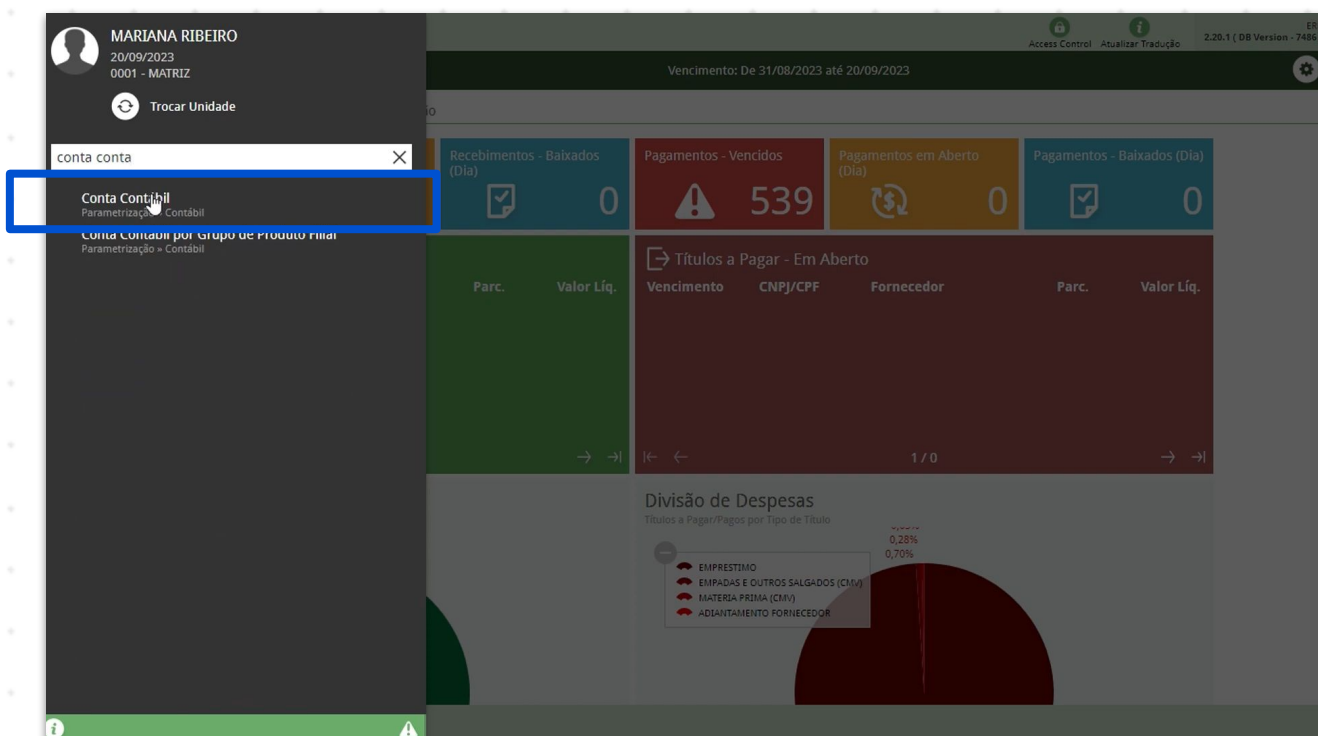 MARIANA RIBEIRO
20/09/2023
0001 - MATRIZ
Trocar Unidade
conta conta
Conta Contábil
Parametrização » Contábil
Conta Contábil por Grupo de Produto Filial
Parametrização » Contábil
Access Control
Atualizar Tradução
ER
2.20.1 ( DB Version - 7486
Vencimento: De 31/08/2023 até 20/09/2023
ão
Recebimentos - Baixados
(Dia)
0
Pagamentos - Vencidos
539
Pagamentos em Aberto
(Dia)
0
Pagamentos - Baixados (Dia)
0
Parc. Valor Líq.
Títulos a Pagar - Em Aberto
Vencimento CNPJ/CPF Fornecedor Parc. Valor Líq.
1 / 0
Divisão de Despesas
Títulos a Pagar/Pagos por Tipo de Título
0,28%
0,70%
EMPRESTIMO
EMPADAS E OUTROS SALGADOS (CMV)
MATERIA PRIMA (CMV)
ADIANTAMENTO FORNECEDOR